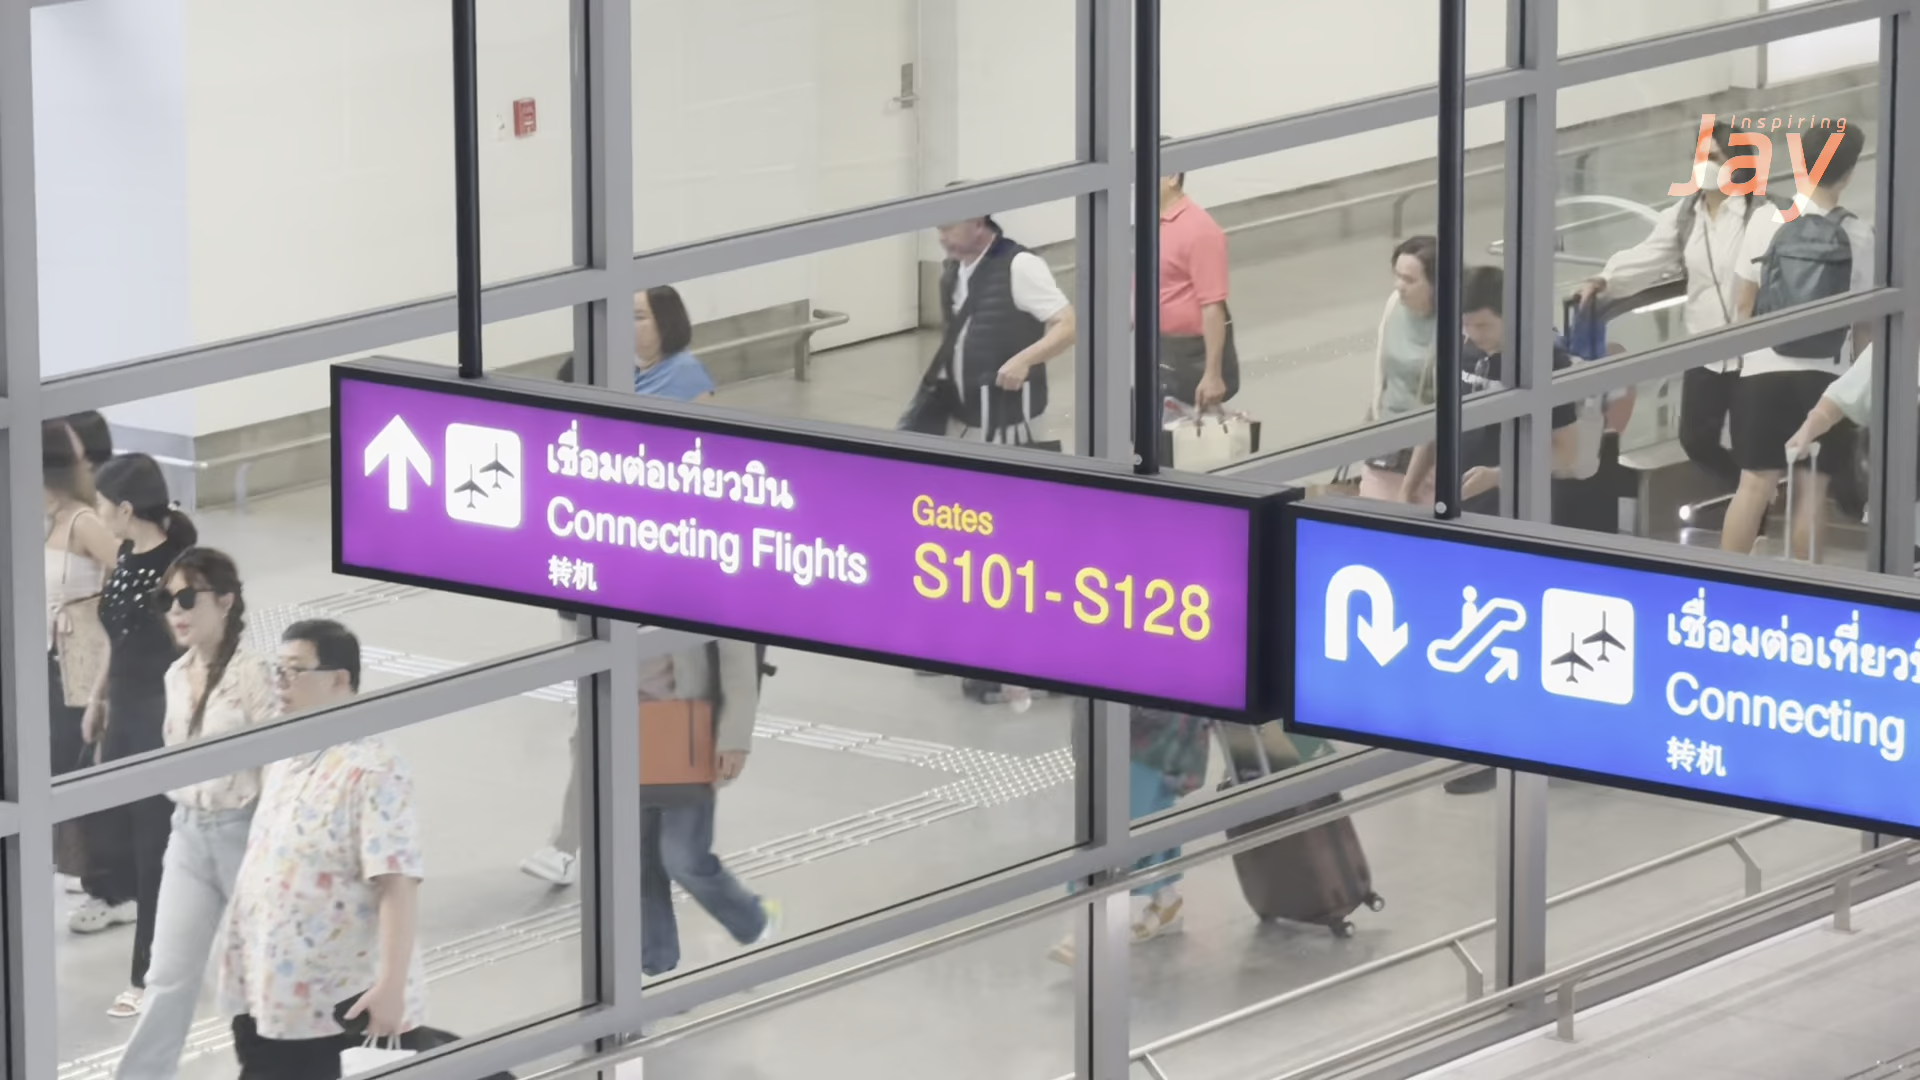 Inspiring
Jay
เชื่อมต่อเที่ยวบิน
Connecting Flights
转机
Gates
S101-S128
เชื่อมต่อเที่ยวบิ
Connecting
转机